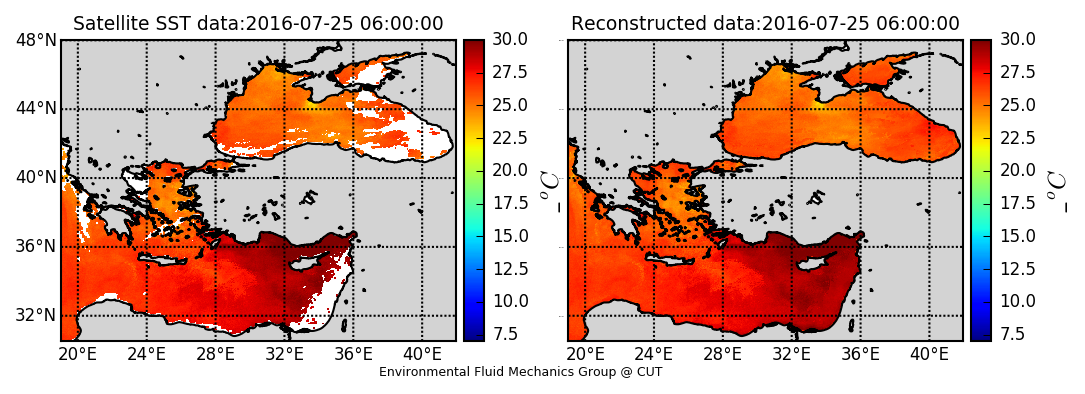 Satellite SST data:2016-07-25 06:00:00
48°N
44°N
40°N
36°N
32°N
20°E 24°E 28°E 32°E 36°E 40°E
30.0
27.5
25.0
22.5
20.0
17.5
15.0
12.5
10.0
7.5
°C
Reconstructed data:2016-07-25 06:00:00
20°E 24°E 28°E 32°E 36°E 40°E
30.0
27.5
25.0
22.5
20.0
17.5
15.0
12.5
10.0
7.5
°C
Environmental Fluid Mechanics Group @ CUT